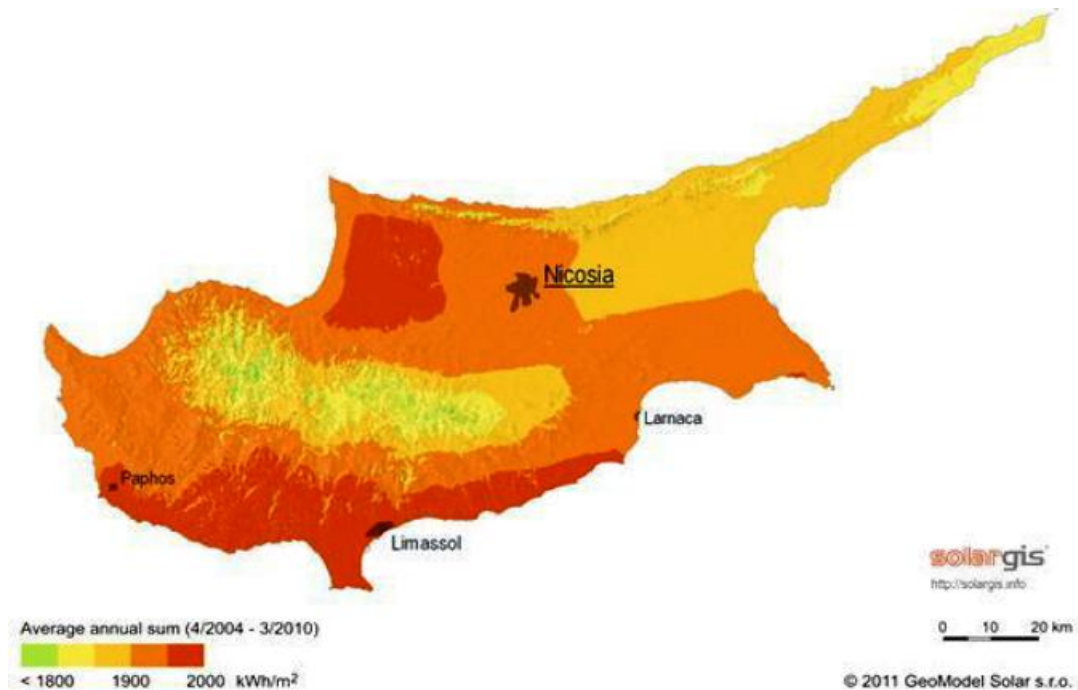 Nicosia
Larnaca
Paphos
Limassol
solargis
http://solargis.info
Average annual sum (4/2004 - 3/2010)
< 1800 1900 2000 kWh/m²
0 10 20 km
© 2011 GeoModel Solar s.r.o.